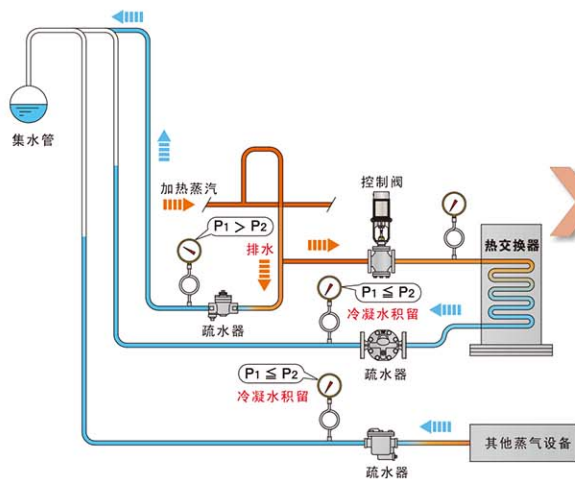 集水管
加热蒸汽
控制阀
P1 > P2
排水
热交换器
P1 ≦ P2
冷凝水积留
疏水器
疏水器
P1 ≦ P2
冷凝水积留
疏水器
其他蒸气设备